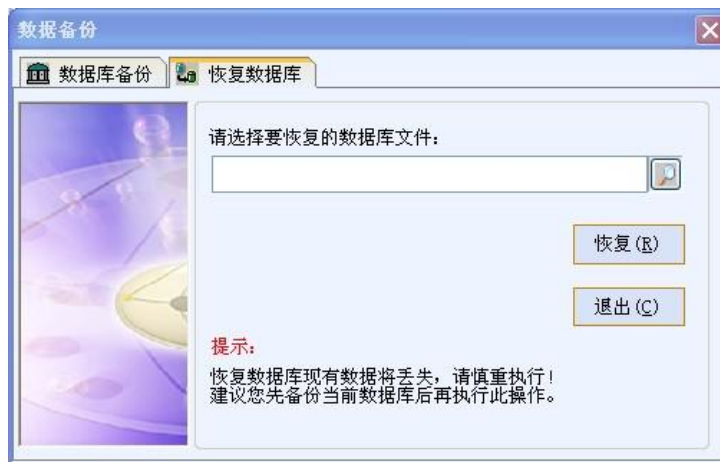 数据备份
数据库备份
恢复数据库
请选择要恢复的数据库文件：
恢复(R)
退出(C)
提示：
恢复数据库现有数据将丢失，请慎重执行！
建议您先备份当前数据库后再执行此操作。